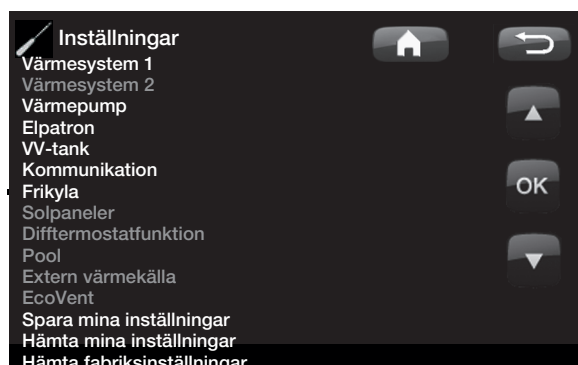 Inställningar
Värmesystem 1
Värmesystem 2
Värmepump
Elpatron
VV-tank
Kommunikation
Frikyla
OK
Solpaneler
Difftermostatfunktion
Pool
Extern värmekälla
EcoVent
Spara mina inställningar
Hämta mina inställningar
Hämta fabriksinställningar